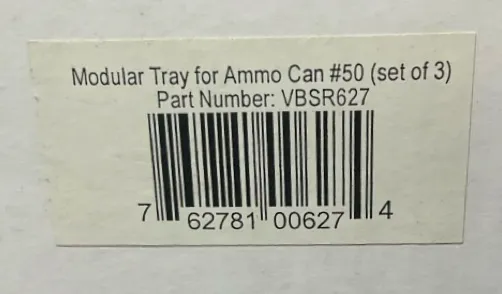 Modular Tray for Ammo Can #50 (set of 3)
Part Number: VBSR627
7 62781 00627 4